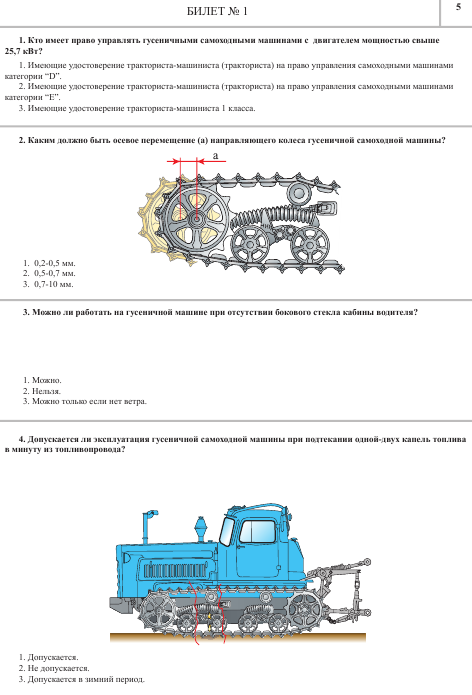 БИЛЕТ № 1
5
1. Кто имеет право управлять гусеничными самоходными машинами с двигателем мощностью свыше
25,7 кВт?
1. Имеющие удостоверение тракториста-машиниста (тракториста) на право управления самоходными машинами
категории “D”.
2. Имеющие удостоверение тракториста-машиниста (тракториста) на право управления самоходными машинами
категории “E”.
3. Имеющие удостоверение тракториста-машиниста 1 класса.
2. Каким должно быть осевое перемещение (а) направляющего колеса гусеничной самоходной машины?
a
1. 0,2-0,5 мм.
2. 0,5-0,7 мм.
3. 0,7-10 мм.
3. Можно ли работать на гусеничной машине при отсутствии бокового стекла кабины водителя?
1. Можно.
2. Нельзя.
3. Можно только если нет ветра.
4. Допускается ли эксплуатация гусеничной самоходной машины при подтекании одной-двух капель топлива
в минуту из топливопровода?
1. Допускается.
2. Не допускается.
3. Допускается в зимний период.